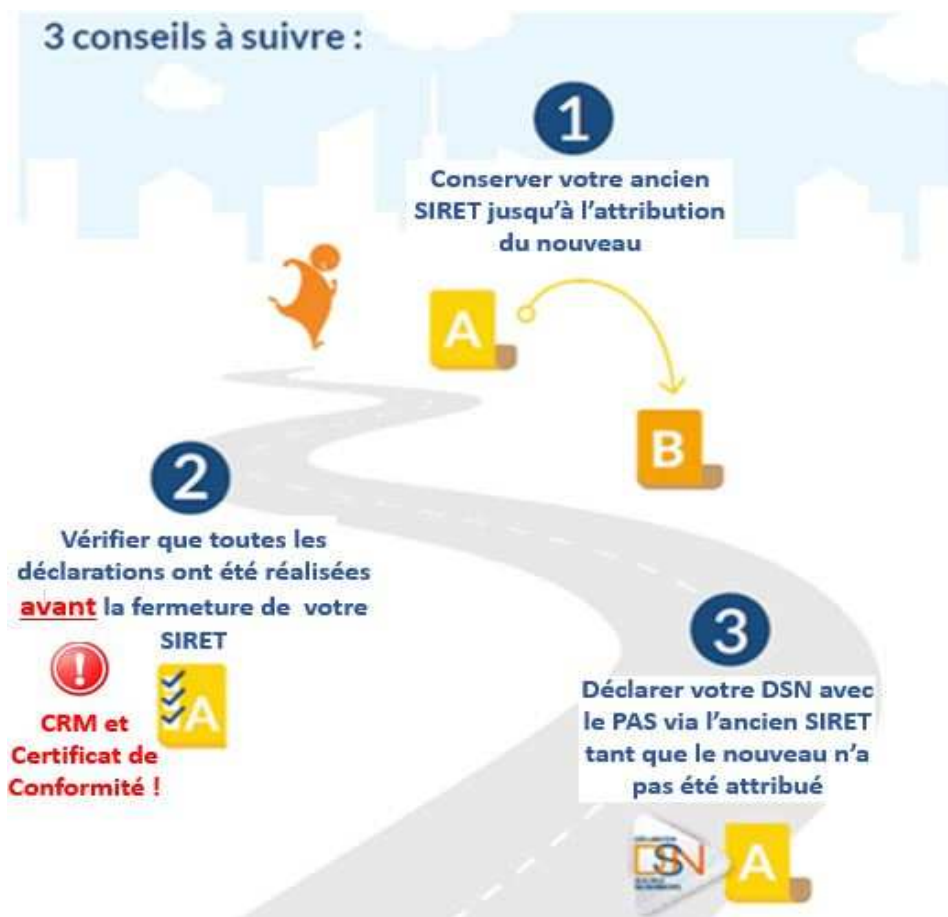 3 conseils à suivre :
1
Conserver votre ancien
SIRET jusqu’à l’attribution
du nouveau
A
B
2
Vérifier que toutes les
déclarations ont été réalisées
avant la fermeture de votre
SIRET
!
A
CRM et
Certificat de
Conformité !
3
Déclarer votre DSN avec
le PAS via l’ancien SIRET
tant que le nouveau n’a
pas été attribué
DSN
A